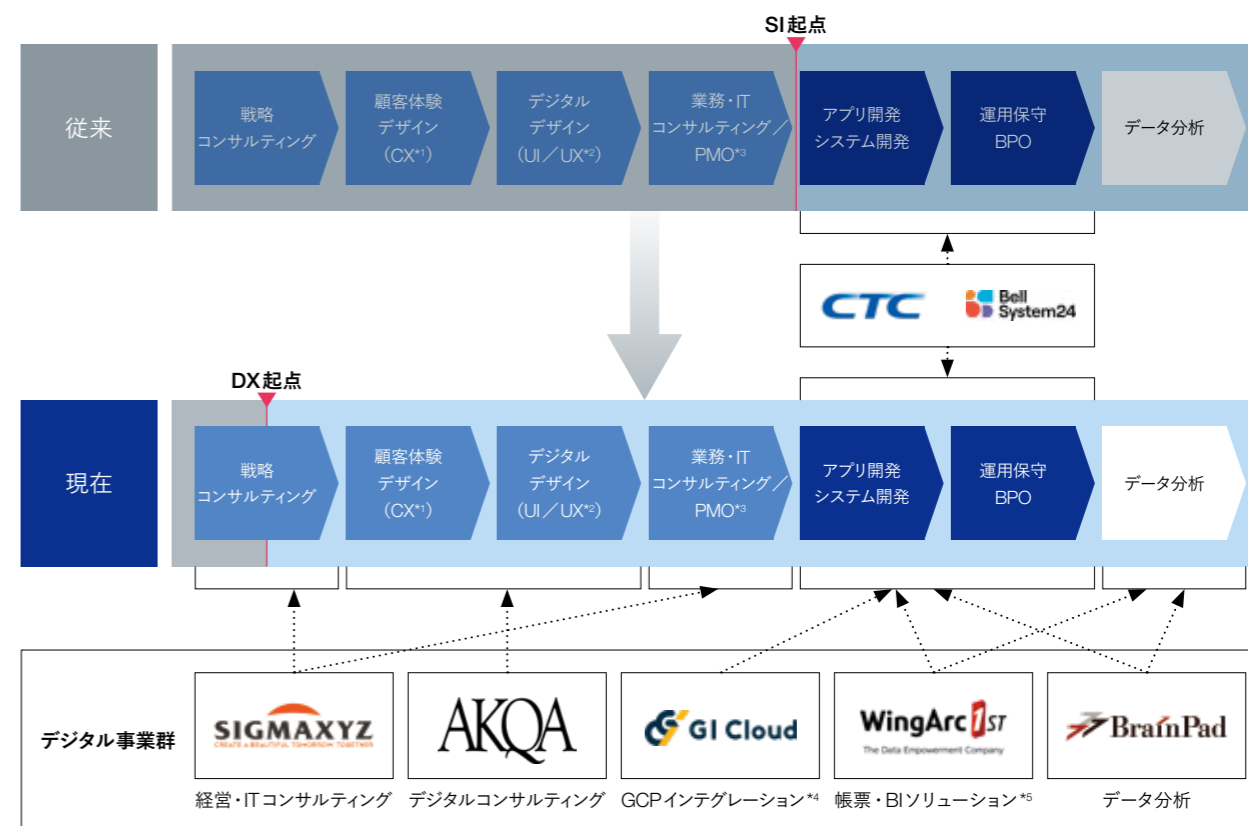 SI起点
従来
戦略
コンサルティング
顧客体験
デザイン
（CX*1）
デジタル
デザイン
（UI／UX*2）
業務・IT
コンサルティング／
PMO*3
アプリ開発
システム開発
運用保守
BPO
データ分析
CTC
Bell
System24
DX起点
現在
戦略
コンサルティング
顧客体験
デザイン
（CX*1）
デジタル
デザイン
（UI／UX*2）
業務・IT
コンサルティング／
PMO*3
アプリ開発
システム開発
運用保守
BPO
データ分析
デジタル事業群
SIGMAXYZ
CREATE A BEAUTIFUL TOMORROW TOGETHER
AKQA
GI Cloud
WingArc 1ST
The Data Empowerment Company
BrainPad
経営・ITコンサルティング
デジタルコンサルティング
GCPインテグレーション*4
帳票・BIソリューション*5
データ分析